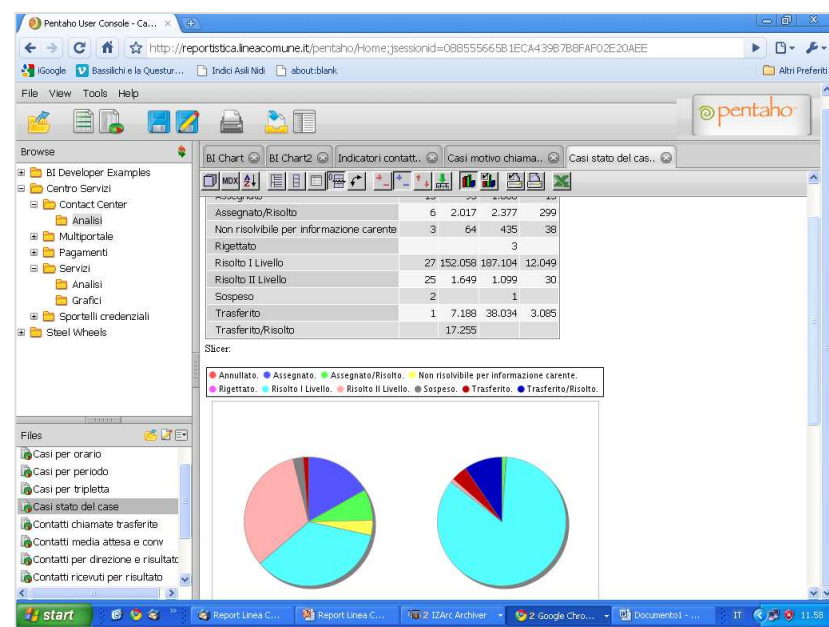 Pentaho User Console - Ca...
http://reportistica.lineacomune.it/pentaho/Home;jsessionid=088555665B1ECA439B7B8FAF02E20AEE
iGoogle Bassilichi e la Questur... Indici Asili Nidi about:blank Altri Preferiti
File View Tools Help
pentaho
Browse
BI Developer Examples
Centro Servizi
Contact Center
Analisi
Multiportale
Pagamenti
Servizi
Analisi
Grafici
Sportelli credenziali
Steel Wheels
Files
Casi per orario
Casi per periodo
Casi per tripletta
Casi stato del case
Contatti chiamate trasferite
Contatti media attesa e conv
Contatti per direzione e risultato
Contatti ricevuti per risultato
BI Chart BI Chart2 Indicatori contatt.. Casi motivo chiama.. Casi stato del cas..
MDX
Assegnato/Risolto 6 2.017 2.377 299
Non risolvibile per informazione carente 3 64 435 38
Rigettato 3
Risolto I Livello 27 152.058 187.104 12.049
Risolto II Livello 25 1.649 1.099 30
Sospeso 2 1
Trasferito 1 7.188 38.034 3.085
Trasferito/Risolto 17.255
Slicer:
Annullato. Assegnato. Assegnato/Risolto. Non risolvibile per informazione carente.
Rigettato. Risolto I Livello. Risolto II Livello. Sospeso. Trasferito. Trasferito/Risolto.
start Report Linea C... Report Linea C... 2 IZArc Archiver 2 Google Chro... Documento1 - ... IT 11.58